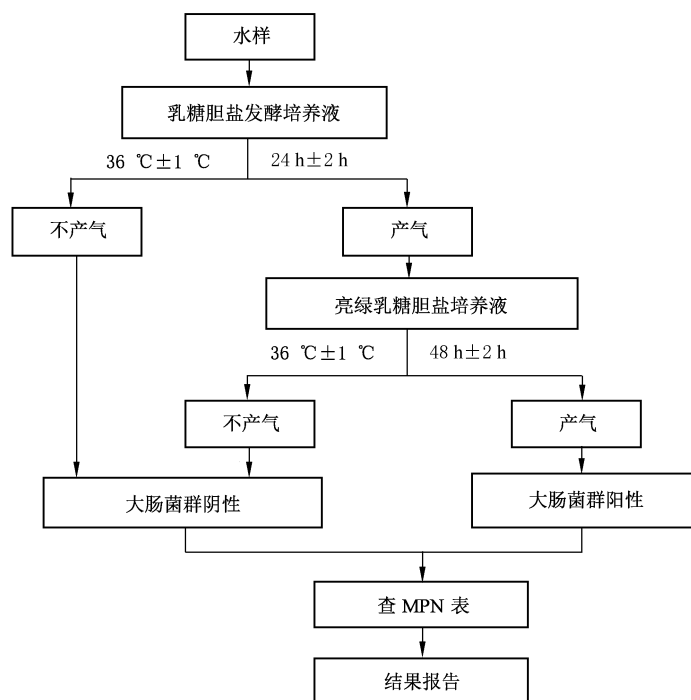 水样
乳糖胆盐发酵培养液
36 ℃±1 ℃ 24 h±2 h
不产气 产气
亮绿乳糖胆盐培养液
36 ℃±1 ℃ 48 h±2 h
不产气 产气
大肠菌群阴性 大肠菌群阳性
查 MPN 表
结果报告